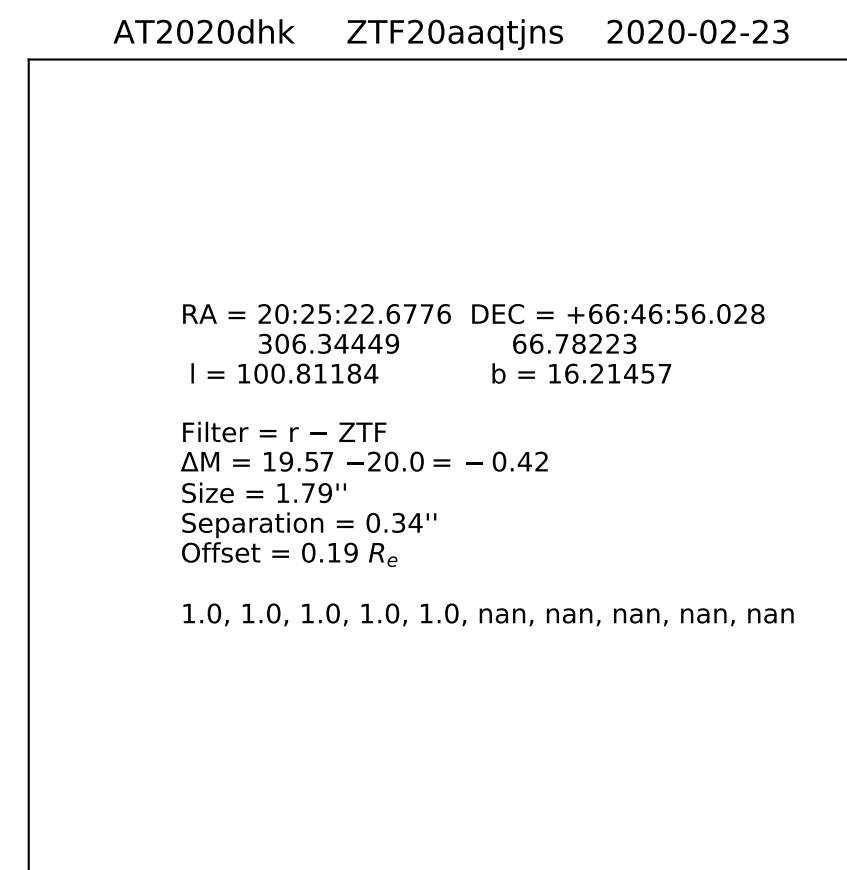 AT2020dhk ZTF20aaqtjns 2020-02-23
RA = 20:25:22.6776 DEC = +66:46:56.028
306.34449 66.78223
l = 100.81184 b = 16.21457
Filter = r − ZTF
ΔM = 19.57 −20.0 = − 0.42
Size = 1.79''
Separation = 0.34''
Offset = 0.19 Rₑ
1.0, 1.0, 1.0, 1.0, 1.0, nan, nan, nan, nan, nan